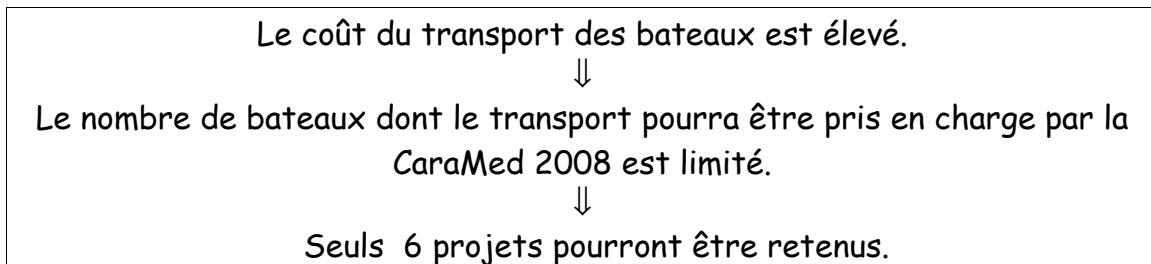 Le coût du transport des bateaux est élevé.
⇓
Le nombre de bateaux dont le transport pourra être pris en charge par la
CaraMed 2008 est limité.
⇓
Seuls 6 projets pourront être retenus.